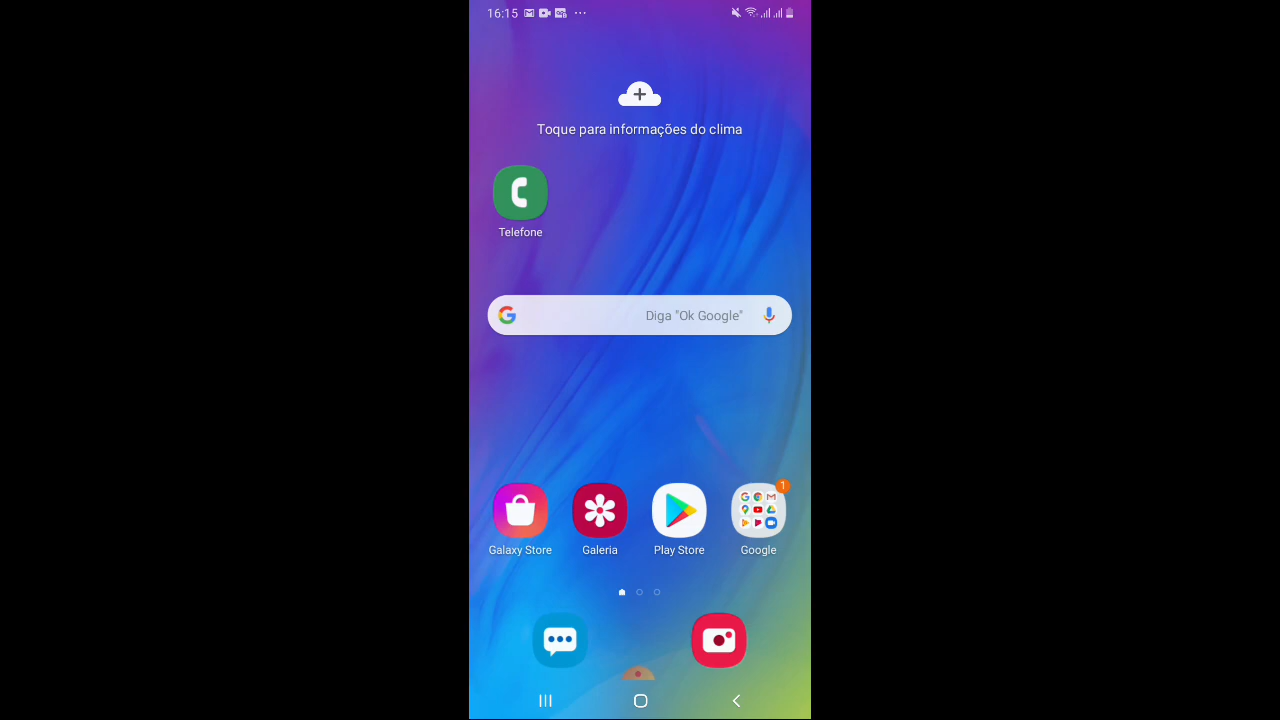 16:15
Toque para informações do clima
Telefone
Diga "Ok Google"
1
Galaxy Store
Galeria
Play Store
Google